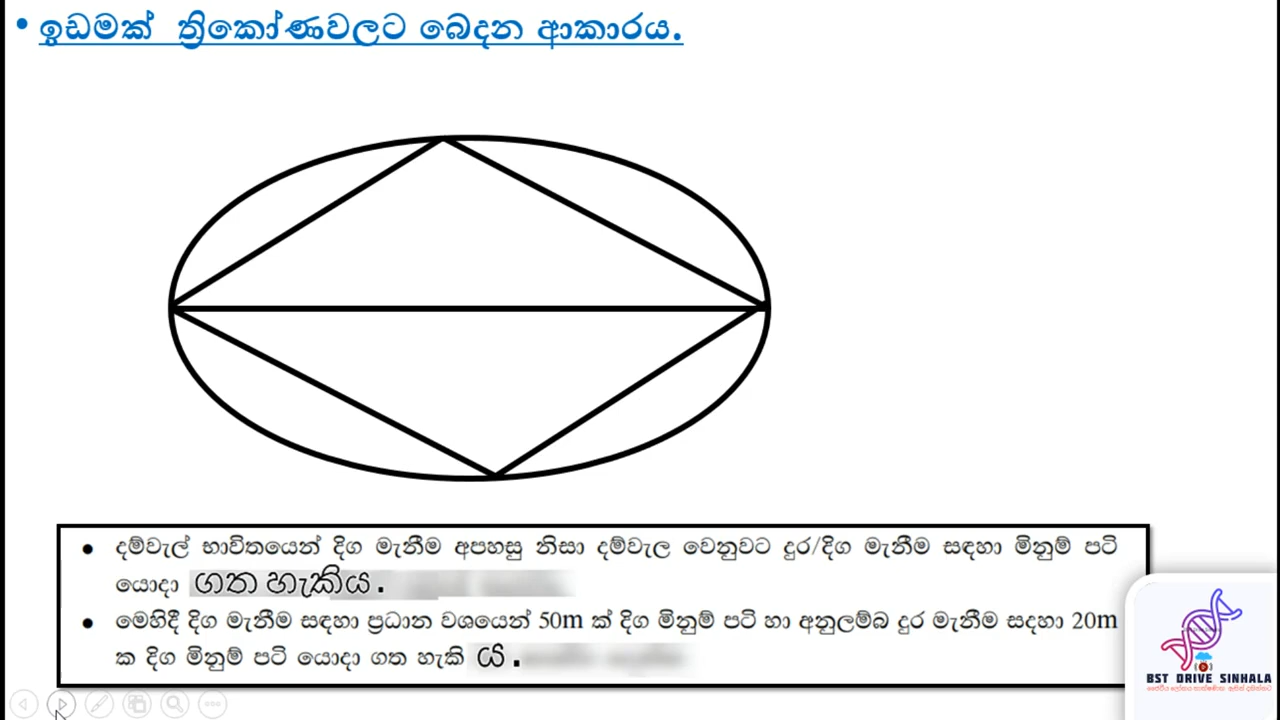 • ඉඩමක් ත්‍රිකෝණවලට බෙදන ආකාරය.
• දම්වැල් භාවිතයෙන් දිග මැනීම අපහසු නිසා දම්වැල වෙනුවට දුර/දිග මැනීම සඳහා මිනුම් පටි
යොදා ගත හැකිය.
• මෙහිදී දිග මැනීම සඳහා ප්‍රධාන වශයෙන් 50m ක් දිග මිනුම් පටි හා අනුලම්බ දුර මැනීම සදහා 20m
ක දිග මිනුම් පටි යොදා ගත හැකි යි.
BST DRIVE SINHALA